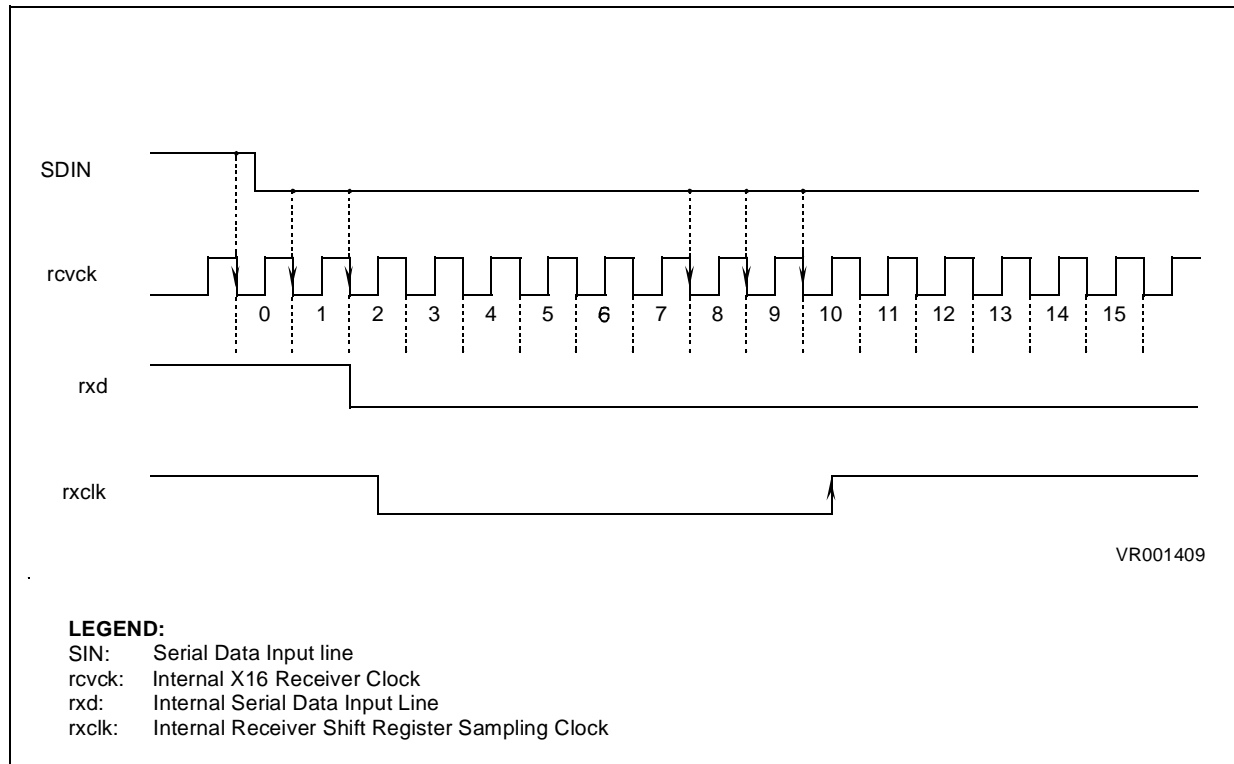 SDIN
rcvck
0 1 2 3 4 5 6 7 8 9 10 11 12 13 14 15
rxd
rxclk
VR001409
LEGEND:
SIN: Serial Data Input line
rcvck: Internal X16 Receiver Clock
rxd: Internal Serial Data Input Line
rxclk: Internal Receiver Shift Register Sampling Clock